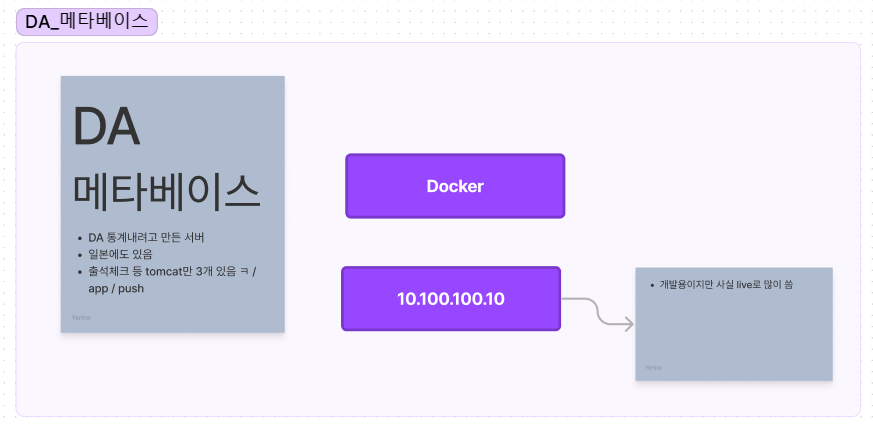 DA_메타베이스
DA
메타베이스
DA 통계내려고 만든 서버
일본에도 있음
출석체크 등 tomcat만 3개 있음 ㅋ /
app / push
Docker
10.100.100.10
개발용이지만 사실 live로 많이 씀